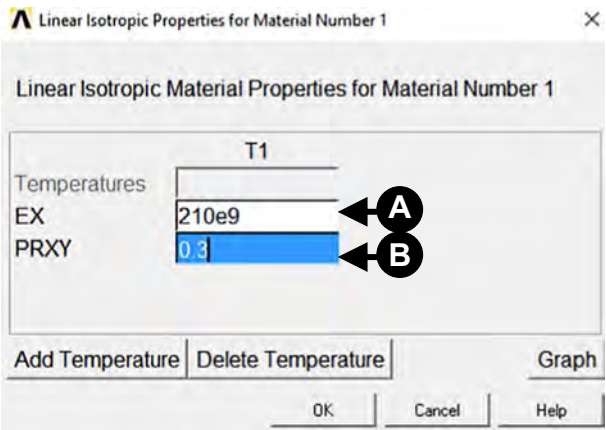 Linear Isotropic Properties for Material Number 1
Linear Isotropic Material Properties for Material Number 1
T1
Temperatures
EX 210e9 A
PRXY 0.3 B
Add Temperature Delete Temperature Graph
OK Cancel Help